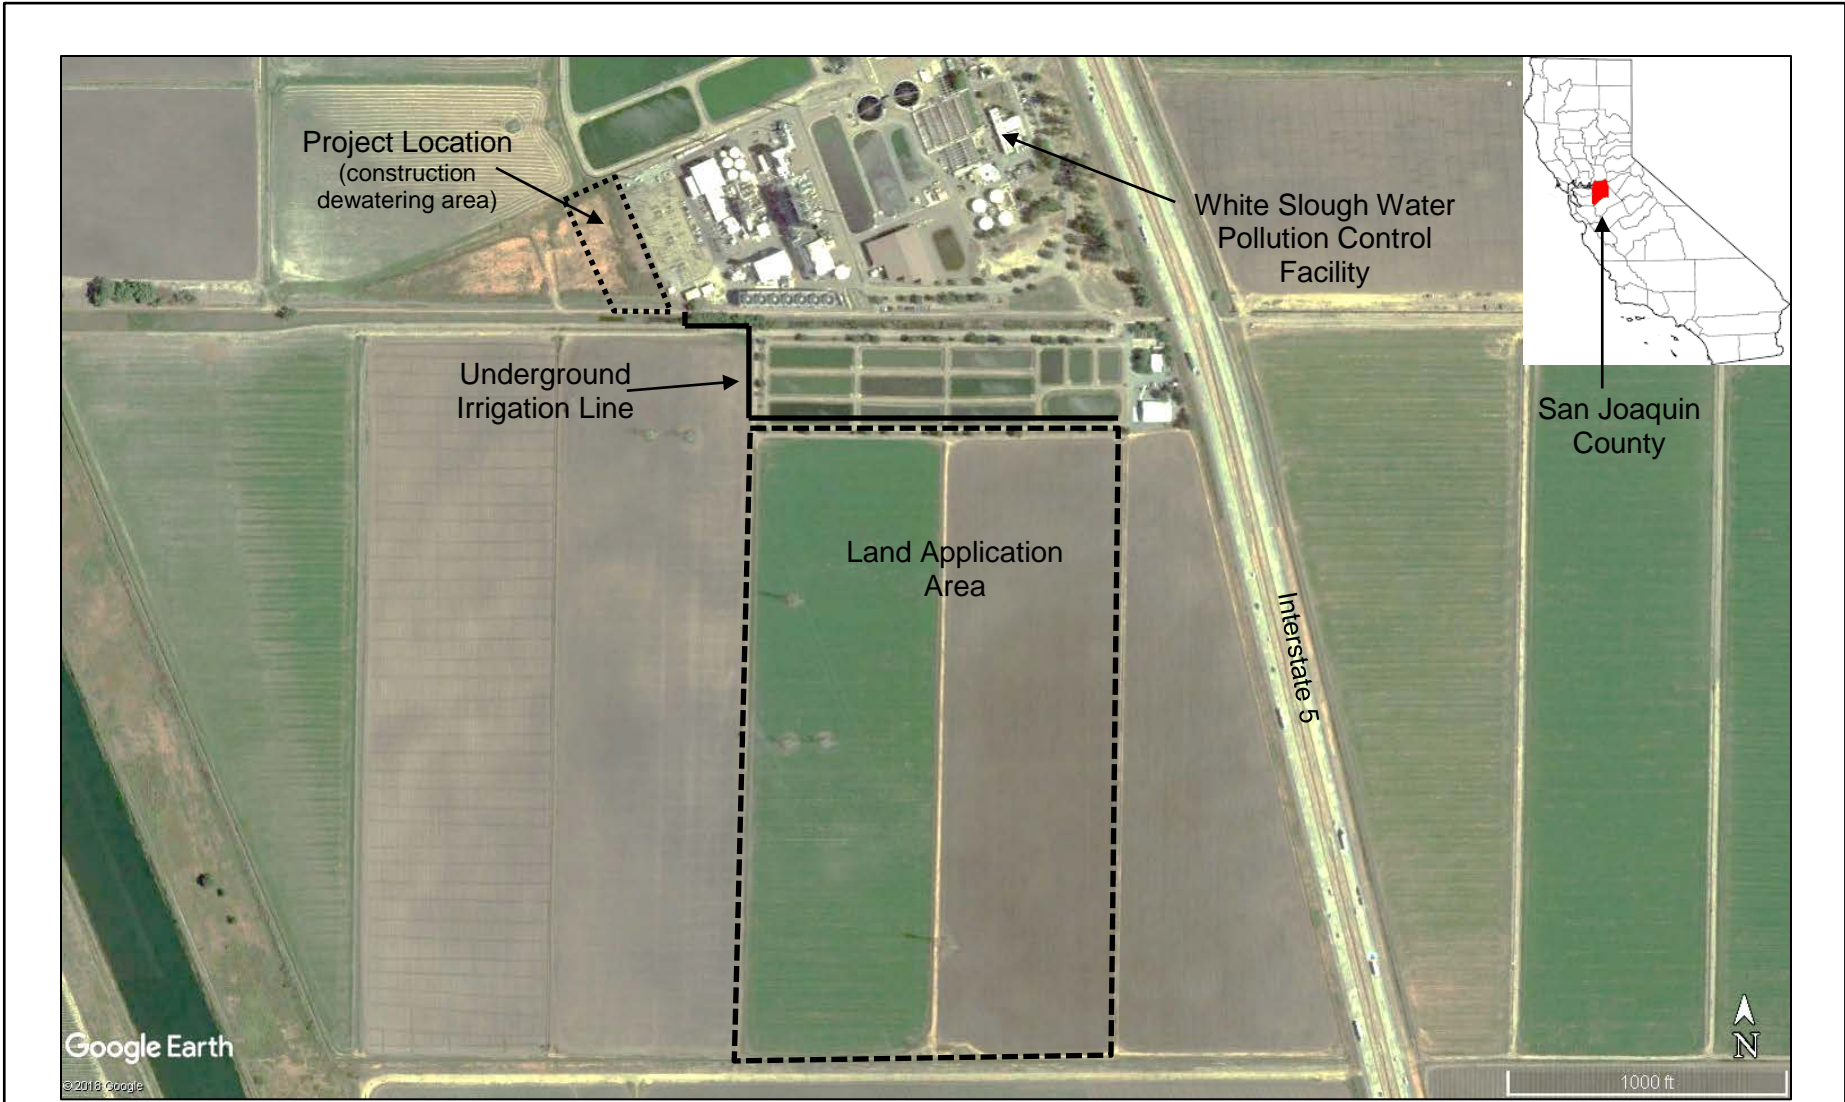 Project Location
(construction
dewatering area)
White Slough Water
Pollution Control
Facility
Underground
Irrigation Line
San Joaquin
County
Land Application
Area
Interstate 5
Google Earth
©2018 Google
N
1000 ft